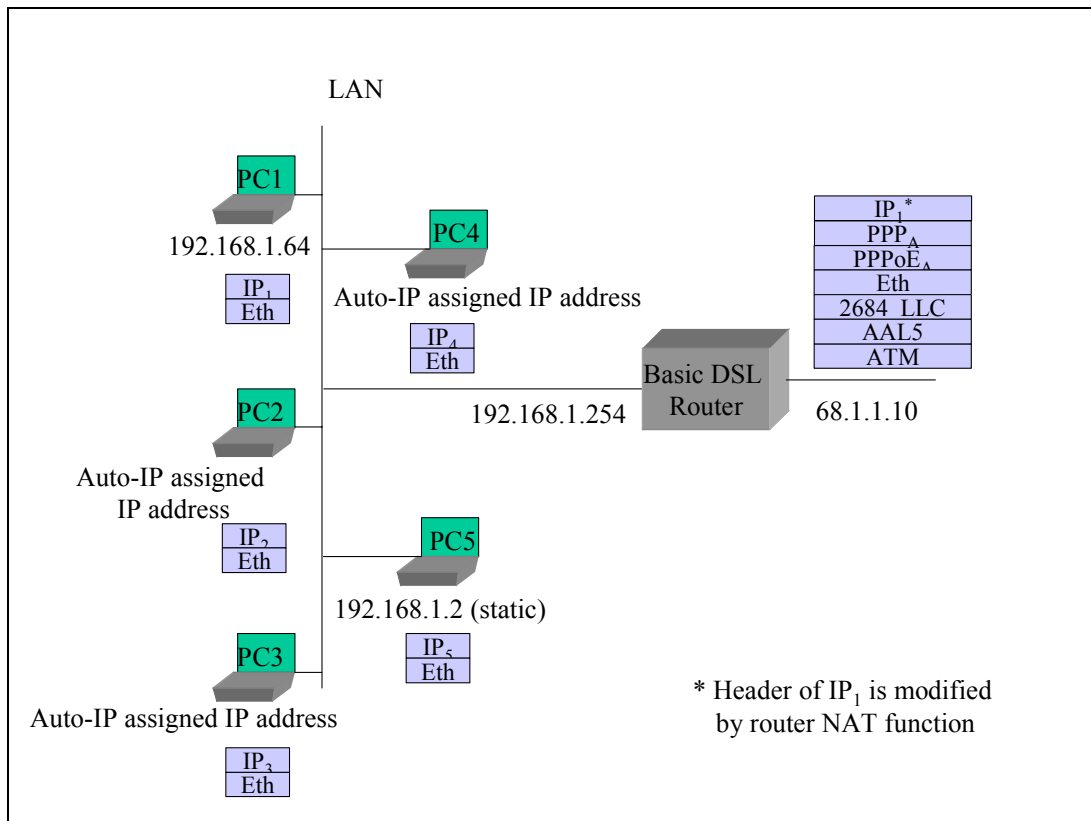 LAN
PC1
192.168.1.64
IP₁
Eth
PC4
Auto-IP assigned IP address
IP₄
Eth
IP₁*
PPP_A
PPPoE_A
Eth
2684 LLC
AAL5
ATM
Basic DSL
Router
192.168.1.254
68.1.1.10
PC2
Auto-IP assigned
IP address
IP₂
Eth
PC5
192.168.1.2 (static)
IP₅
Eth
PC3
Auto-IP assigned IP address
IP₃
Eth
* Header of IP₁ is modified
by router NAT function